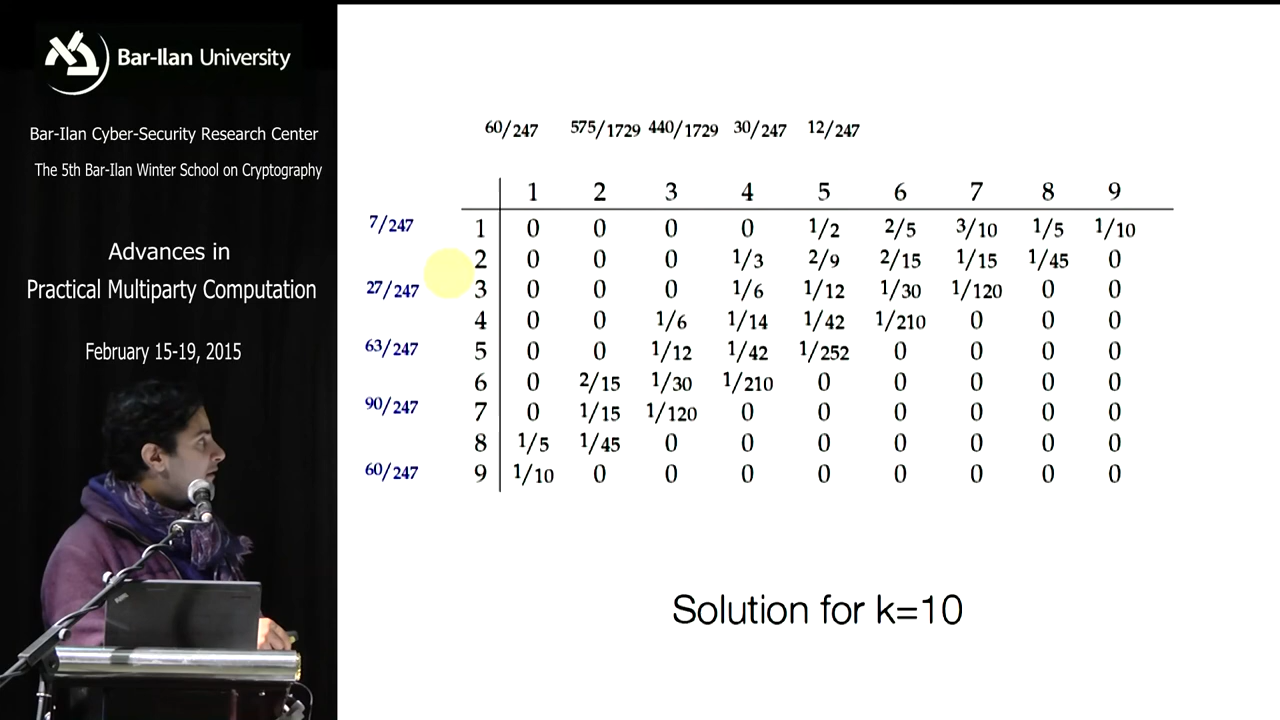 Bar-Ilan University
Bar-Ilan Cyber-Security Research Center
The 5th Bar-Ilan Winter School on Cryptography
Advances in
Practical Multiparty Computation
February 15-19, 2015
60/247 575/1729 440/1729 30/247 12/247
1 2 3 4 5 6 7 8 9
7/247 1 0 0 0 0 1/2 2/5 3/10 1/5 1/10
2 0 0 0 1/3 2/9 2/15 1/15 1/45 0
27/247 3 0 0 0 1/6 1/12 1/30 1/120 0 0
4 0 0 1/6 1/14 1/42 1/210 0 0 0
63/247 5 0 0 1/12 1/42 1/252 0 0 0 0
6 0 2/15 1/30 1/210 0 0 0 0 0
90/247 7 0 1/15 1/120 0 0 0 0 0 0
8 1/5 1/45 0 0 0 0 0 0 0
60/247 9 1/10 0 0 0 0 0 0 0 0
Solution for k=10